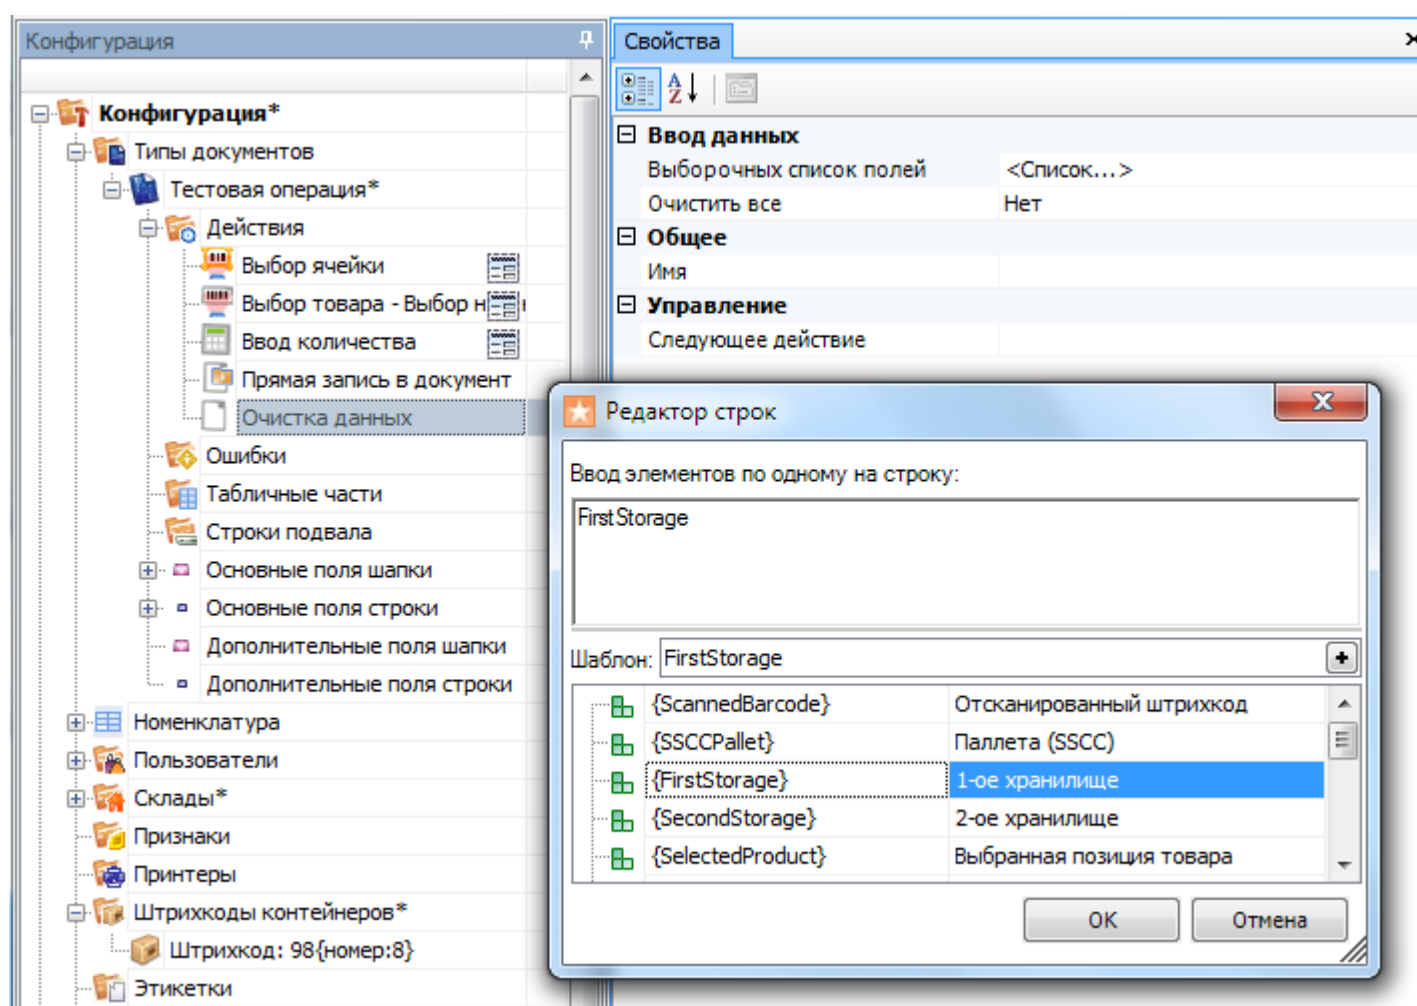 Конфигурация
Конфигурация*
Типы документов
Тестовая операция*
Действия
Выбор ячейки
Выбор товара - Выбор н
Ввод количества
Прямая запись в документ
Очистка данных
Ошибки
Табличные части
Строки подвала
Основные поля шапки
Основные поля строки
Дополнительные поля шапки
Дополнительные поля строки
Номенклатура
Пользователи
Склады*
Признаки
Принтеры
Штрихкоды контейнеров*
Штрихкод: 98{номер:8}
Этикетки
Свойства
Ввод данных
Выборочных список полей <Список...>
Очистить все Нет
Общее
Имя
Управление
Следующее действие
Редактор строк
Ввод элементов по одному на строку:
FirstStorage
Шаблон: FirstStorage
{ScannedBarcode} Отсканированный штрихкод
{SSCCPallet} Паллета (SSCC)
{FirstStorage} 1-ое хранилище
{SecondStorage} 2-ое хранилище
{SelectedProduct} Выбранная позиция товара
OK Отмена